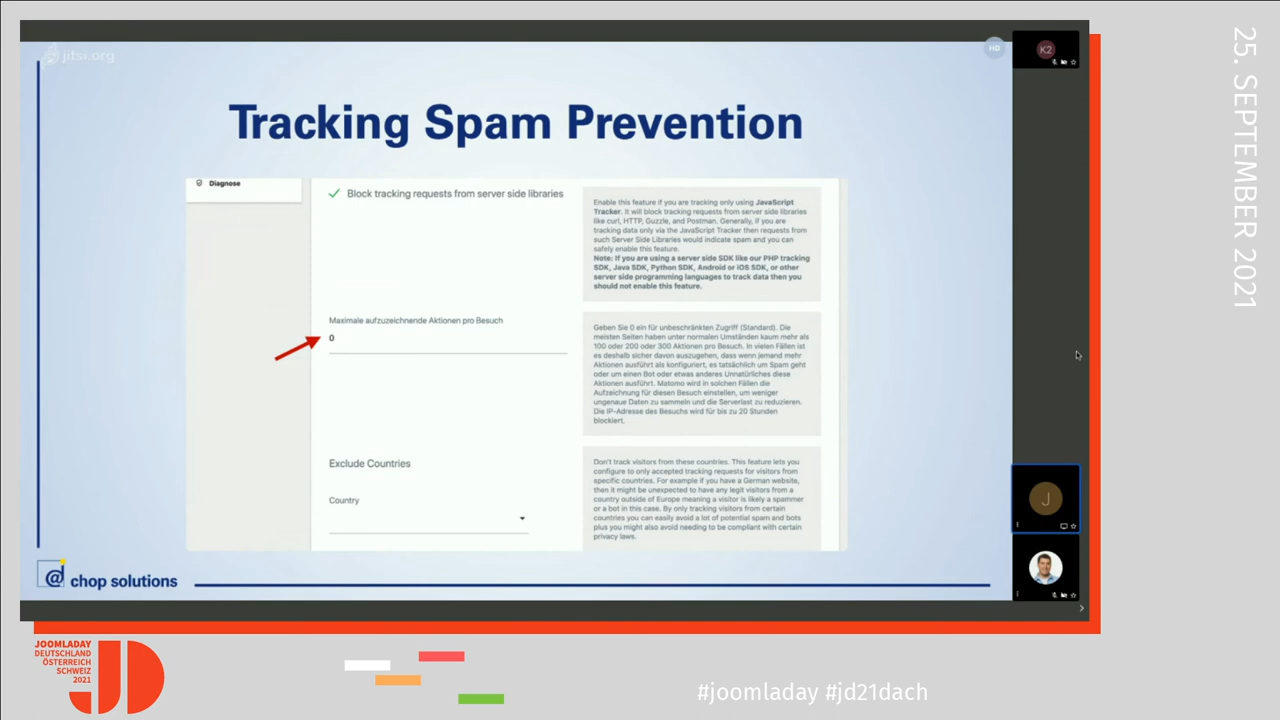 jdsi.org
HD
K2
25. SEPTEMBER 2021
Tracking Spam Prevention
Diagnose
Block tracking requests from server side libraries
Enable this feature if you are tracking only using JavaScript
Tracker. It will block tracking requests from server side libraries
like curl, HTTP, Guzzle, and Postman. Generally, if you are
tracking data only via the JavaScript Tracker then requests from
such Server Side Libraries would indicate spam and you can
safely enable this feature.
Note: If you are using a server side SDK like our PHP tracking
SDK, Java SDK, Python SDK, Android or iOS SDK, or other
server side programming languages to track data then you
should not enable this feature.
Maximale aufzuzeichnende Aktionen pro Besuch
0
Geben Sie 0 ein für unbeschränkten Zugriff (Standard). Die
meisten Seiten haben unter normalen Umständen kaum mehr als
100 oder 200 oder 300 Aktionen pro Besuch. In vielen Fällen ist
es deshalb sicher davon auszugehen, dass wenn jemand mehr
Aktionen ausführt als konfiguriert, es tatsächlich um Spam geht
oder um einen Bot oder etwas anderes Unnatürliches diese
Aktionen ausführt. Matomo wird in solchen Fällen die
Aufzeichnung für diesen Besuch einstellen, um weniger
ungenaue Daten zu sammeln und die Serverlast zu reduzieren.
Die IP-Adresse des Besuchs wird für bis zu 20 Stunden
blockiert.
Exclude Countries
Country
Don't track visitors from these countries. This feature lets you
configure to only accepted tracking requests for visitors from
specific countries. For example if you have a German website,
then it might be unexpected to have any legit visitors from a
country outside of Europe meaning a visitor is likely a spammer
or a bot in this case. By only tracking visitors from certain
countries you can easily avoid a lot of potential spam and bots
plus you might also avoid needing to be compliant with certain
privacy laws.
J
@ chop solutions
JOOMLADAY
DEUTSCHLAND
ÖSTERREICH
SCHWEIZ
2021
JD
#joomladay #jd21dach